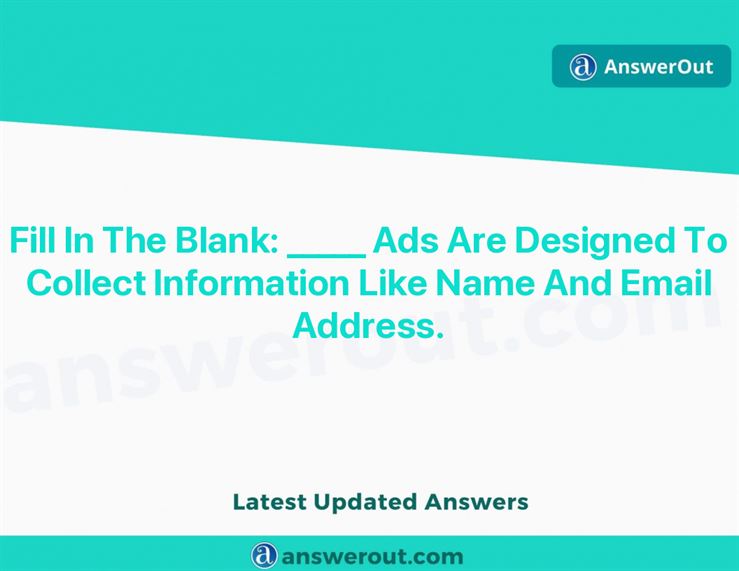 AnswerOut
Fill In The Blank: _____ Ads Are Designed To
Collect Information Like Name And Email
Address.
answerout.com
Latest Updated Answers
answerout.com